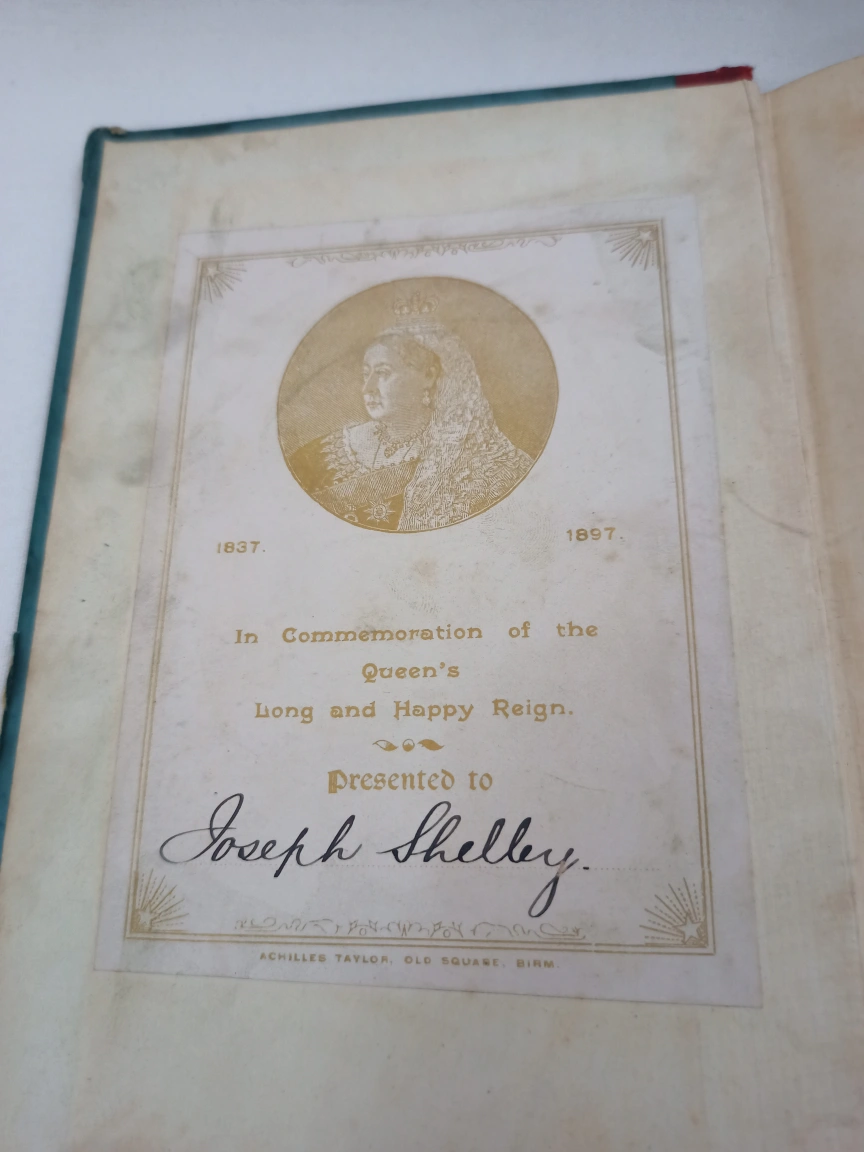 1837.
1897.
In Commemoration of the
Queen's
Long and Happy Reign.
Presented to
Joseph Shelley.
ACHILLES TAYLOR, OLD SQUARE, BIRM.